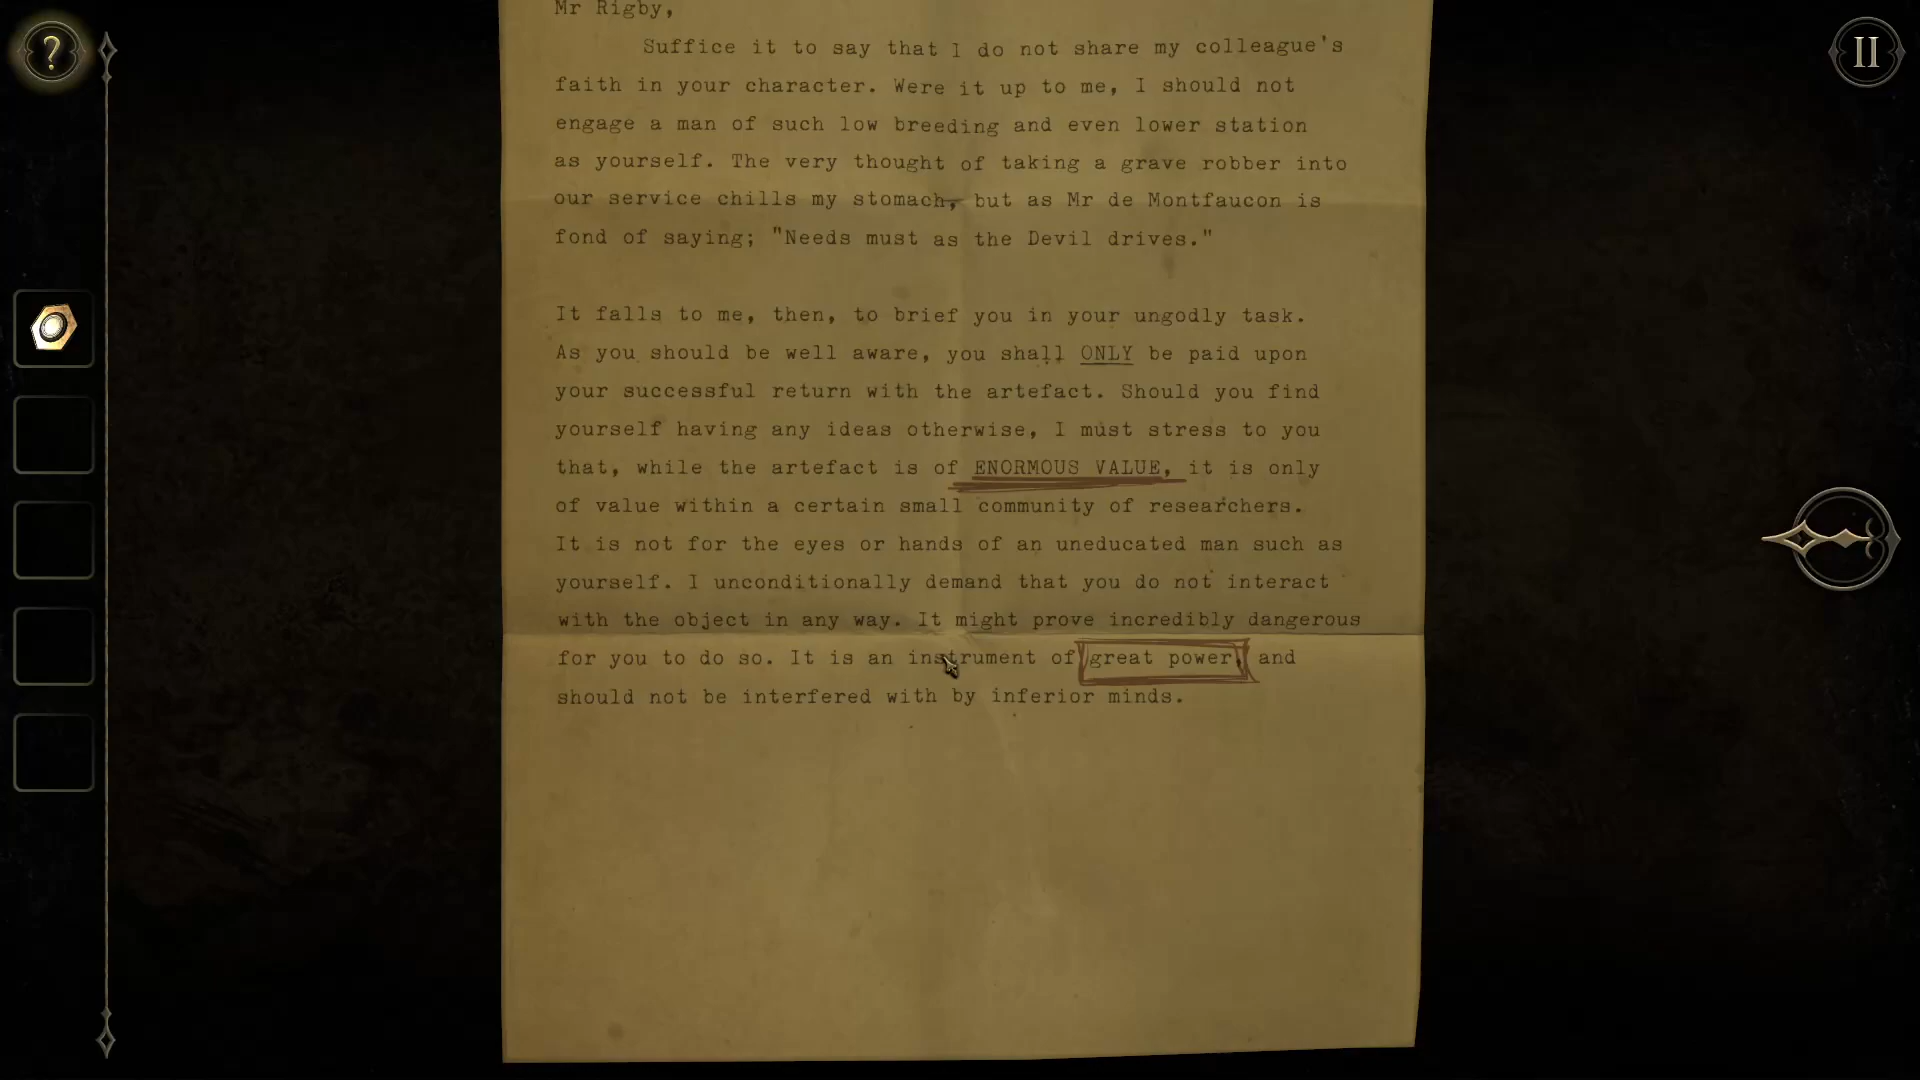 Mr Rigby,
Suffice it to say that I do not share my colleague's
faith in your character. Were it up to me, I should not
engage a man of such low breeding and even lower station
as yourself. The very thought of taking a grave robber into
our service chills my stomach, but as Mr de Montfaucon is
fond of saying; "Needs must as the Devil drives."
It falls to me, then, to brief you in your ungodly task.
As you should be well aware, you shall ONLY be paid upon
your successful return with the artefact. Should you find
yourself having any ideas otherwise, I must stress to you
that, while the artefact is of ENORMOUS VALUE, it is only
of value within a certain small community of researchers.
It is not for the eyes or hands of an uneducated man such as
yourself. I unconditionally demand that you do not interact
with the object in any way. It might prove incredibly dangerous
for you to do so. It is an instrument of great power, and
should not be interfered with by inferior minds.